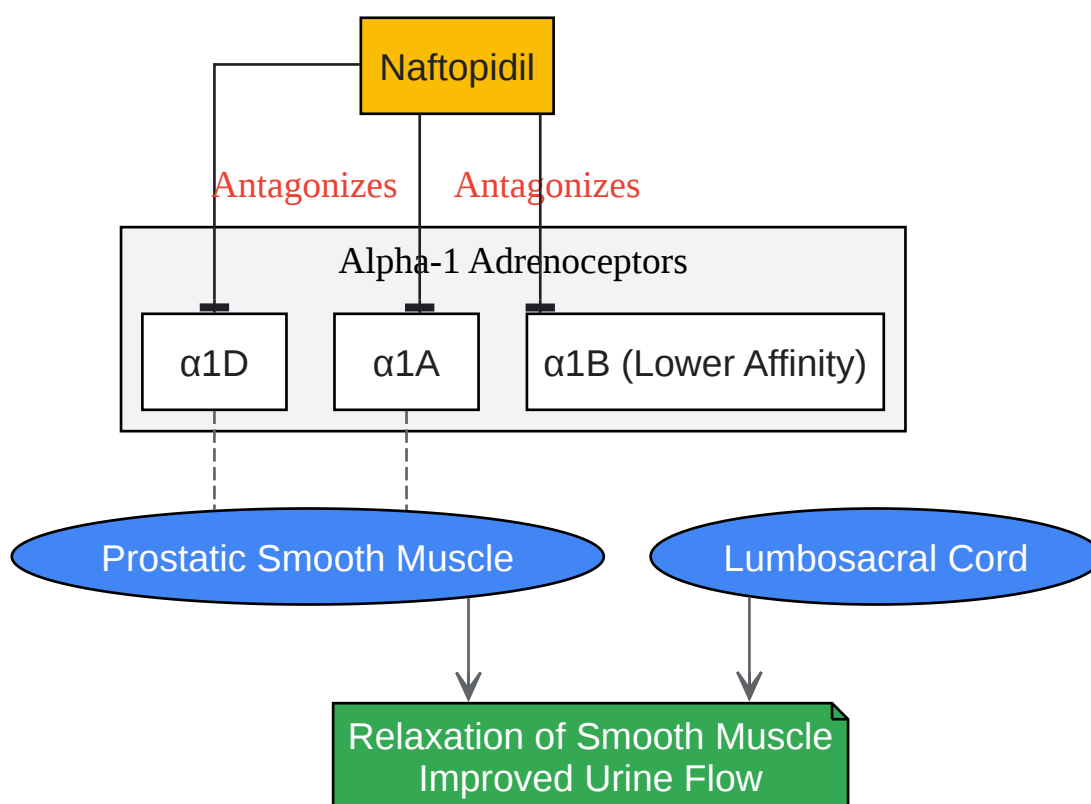 Naftopidil
Antagonizes Antagonizes
Alpha-1 Adrenoceptors
α1D α1A α1B (Lower Affinity)
Prostatic Smooth Muscle Lumbosacral Cord
Relaxation of Smooth Muscle
Improved Urine Flow